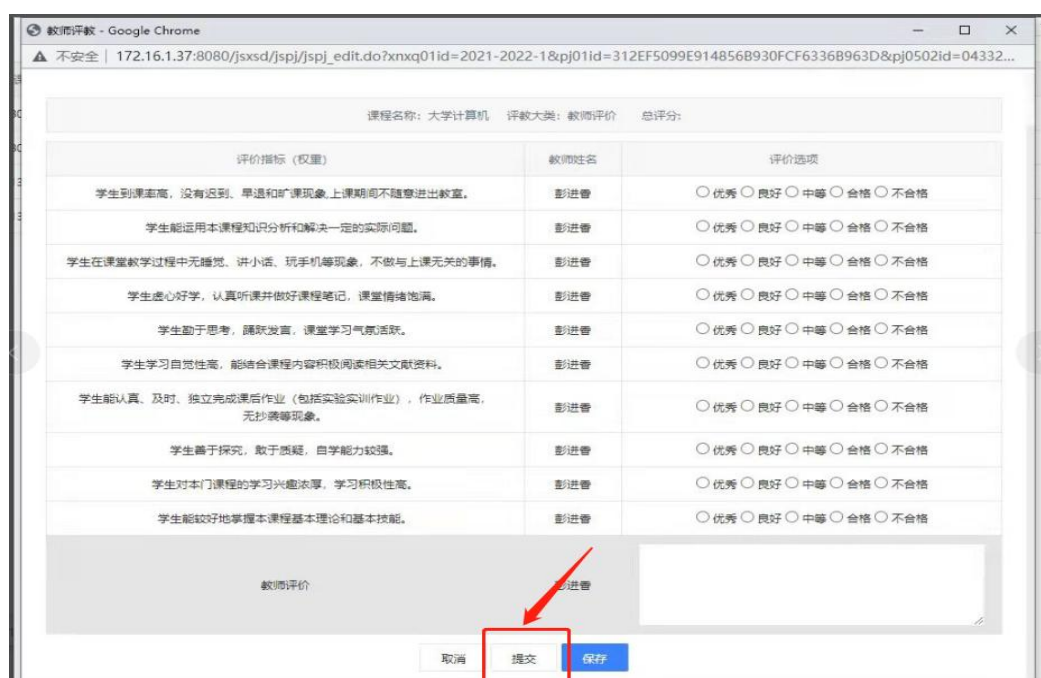 教师评教 - Google Chrome
不安全 | 172.16.1.37:8080/jsxsd/jspj/jspj_edit.do?xnxq01id=2021-2022-1&pj01id=312EF5099E914856B930FCF6336B963D&pj0502id=04332...
课程名称：大学计算机 评教大类：教师评价 总评分：
评价指标（权重） 教师姓名 评价选项
学生到课率高，没有迟到、早退和旷课现象,上课期间不随意进出教室。 彭进香 优秀 良好 中等 合格 不合格
学生能运用本课程知识分析和解决一定的实际问题。 彭进香 优秀 良好 中等 合格 不合格
学生在课堂教学过程中无睡觉、讲小话、玩手机等现象，不做与上课无关的事情。 彭进香 优秀 良好 中等 合格 不合格
学生虚心好学，认真听课并做好课程笔记，课堂情绪饱满。 彭进香 优秀 良好 中等 合格 不合格
学生勤于思考，踊跃发言，课堂学习气氛活跃。 彭进香 优秀 良好 中等 合格 不合格
学生学习自觉性高，能结合课程内容积极阅读相关文献资料。 彭进香 优秀 良好 中等 合格 不合格
学生能认真、及时、独立完成课后作业（包括实验实训作业），作业质量高，
无抄袭等现象。 彭进香 优秀 良好 中等 合格 不合格
学生善于探究，敢于质疑，自学能力较强。 彭进香 优秀 良好 中等 合格 不合格
学生对本门课程的学习兴趣浓厚，学习积极性高。 彭进香 优秀 良好 中等 合格 不合格
学生能较好地掌握本课程基本理论和基本技能。 彭进香 优秀 良好 中等 合格 不合格
教师评价 彭进香
取消 提交 保存